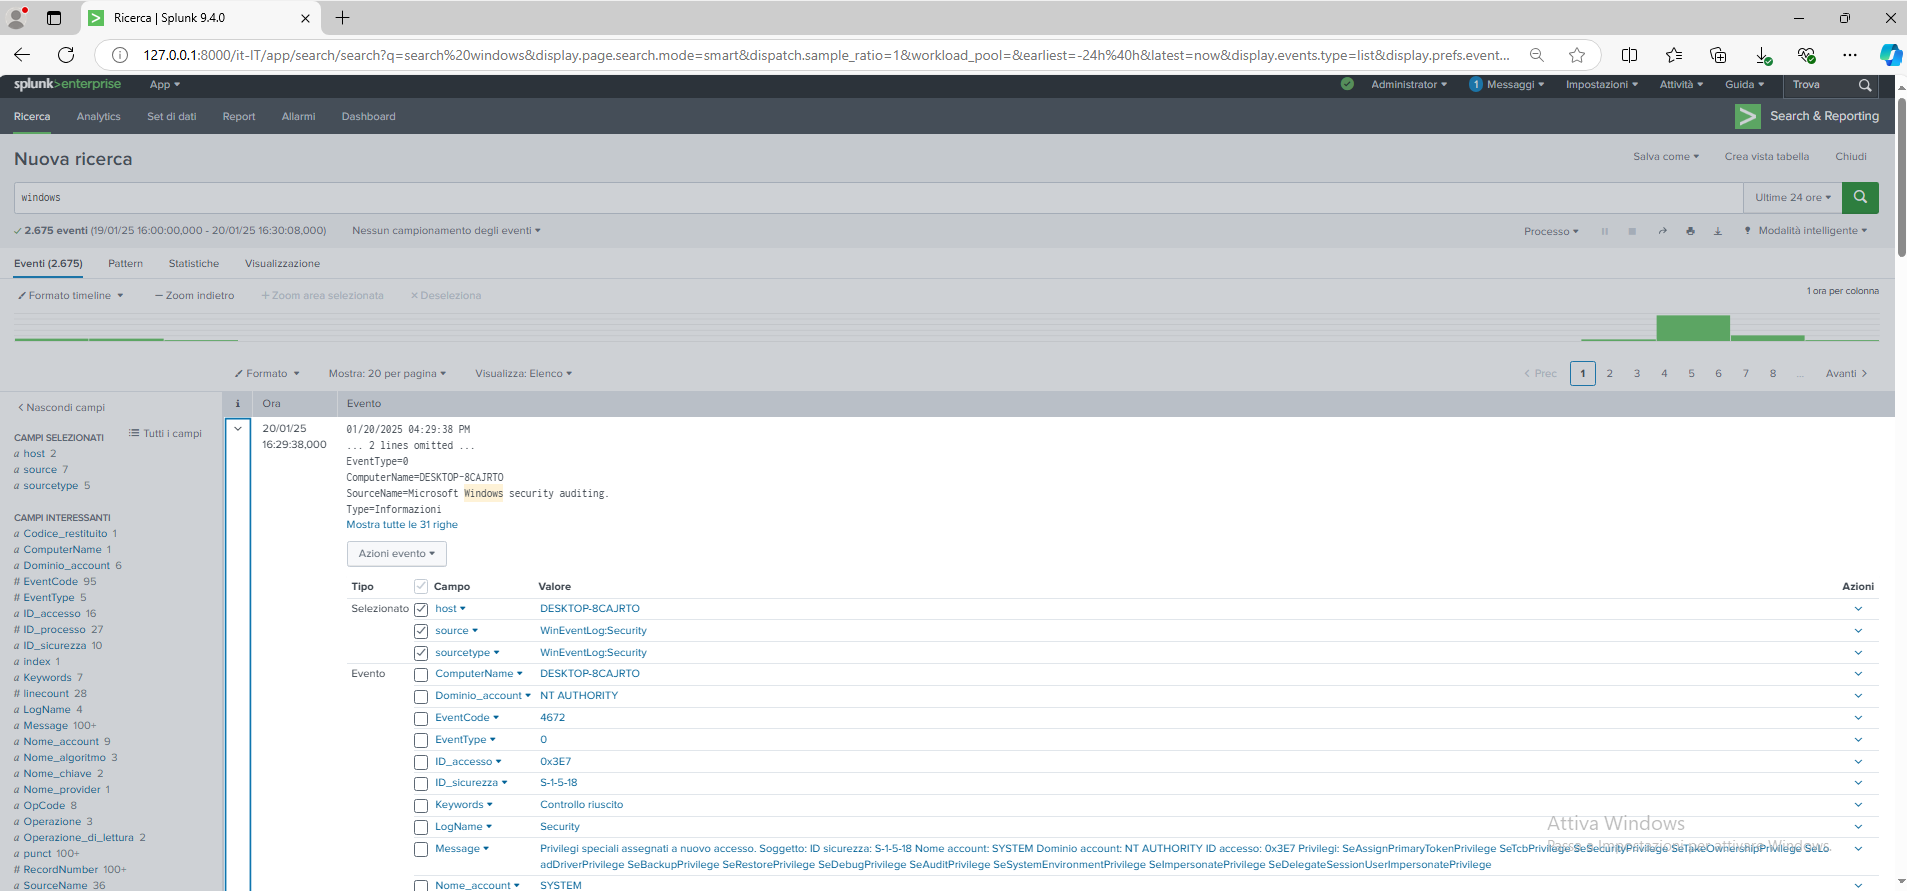 Ricerca | Splunk 9.4.0
127.0.0.1:8000/it-IT/app/search/search?q=search%20windows&display.page.search.mode=smart&dispatch.sample_ratio=1&workload_pool=&earliest=-24h%40h&latest=now&display.events.type=list&display.prefs.event...
splunk>enterprise App
Administrator 1 Messaggi Impostazioni Attività Guida Trova
Ricerca Analytics Set di dati Report Allarmi Dashboard
Search & Reporting
Nuova ricerca
Salva come Crea vista tabella Chiudi
windows
Ultime 24 ore
2.675 eventi (19/01/25 16:00:00,000 - 20/01/25 16:30:08,000) Nessun campionamento degli eventi
Processo Modalità intelligente
Eventi (2.675) Pattern Statistiche Visualizzazione
Formato timeline — Zoom indietro + Zoom area selezionata × Deseleziona
1 ora per colonna
Formato Mostra: 20 per pagina Visualizza: Elenco
< Prec 1 2 3 4 5 6 7 8 ... Avanti >
< Nascondi campi
Tutti i campi
CAMPI SELEZIONATI
a host 2
a source 7
a sourcetype 5
CAMPI INTERESSANTI
a Codice_restituito 1
a ComputerName 1
a Dominio_account 6
# EventCode 95
# EventType 5
a ID_accesso 16
# ID_processo 27
a ID_sicurezza 10
a index 1
a Keywords 7
# linecount 28
a LogName 4
a Message 100+
a Nome_account 9
a Nome_algoritmo 3
a Nome_chiave 2
a Nome_provider 1
a OpCode 8
a Operazione 3
a Operazione_di_lettura 2
a punct 100+
# RecordNumber 100+
a SourceName 36
i Ora Evento
20/01/25
16:29:38,000
01/20/2025 04:29:38 PM
... 2 lines omitted ...
EventType=0
ComputerName=DESKTOP-8CAJRTO
SourceName=Microsoft Windows security auditing.
Type=Informazioni
Mostra tutte le 31 righe
Azioni evento
Tipo Campo Valore Azioni
Selezionato host DESKTOP-8CAJRTO
source WinEventLog:Security
sourcetype WinEventLog:Security
Evento ComputerName DESKTOP-8CAJRTO
Dominio_account NT AUTHORITY
EventCode 4672
EventType 0
ID_accesso 0x3E7
ID_sicurezza S-1-5-18
Keywords Controllo riuscito
LogName Security
Message Privilegi speciali assegnati a nuovo accesso. Soggetto: ID sicurezza: S-1-5-18 Nome account: SYSTEM Dominio account: NT AUTHORITY ID accesso: 0x3E7 Privilegi: SeAssignPrimaryTokenPrivilege SeTcbPrivilege SeSecurityPrivilege SeTakeOwnershipPrivilege SeLo
adDriverPrivilege SeBackupPrivilege SeRestorePrivilege SeDebugPrivilege SeAuditPrivilege SeSystemEnvironmentPrivilege SeImpersonatePrivilege SeDelegateSessionUserImpersonatePrivilege
Nome_account SYSTEM
Attiva Windows
Passa a Impostazioni per attivare Windows.